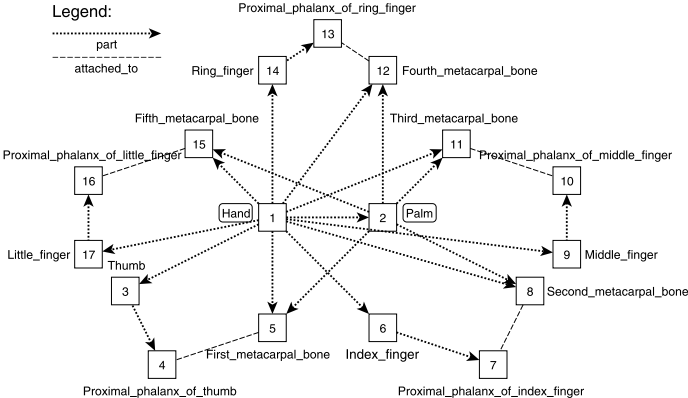 Legend:
part
attached_to
Proximal_phalanx_of_ring_finger
13
Ring_finger
14
12
Fourth_metacarpal_bone
Fifth_metacarpal_bone
Third_metacarpal_bone
15
11
Proximal_phalanx_of_little_finger
Proximal_phalanx_of_middle_finger
16
10
Hand
1
2
Palm
Little_finger
17
9
Middle_finger
Thumb
3
8
Second_metacarpal_bone
5
6
First_metacarpal_bone
Index_finger
4
7
Proximal_phalanx_of_thumb
Proximal_phalanx_of_index_finger